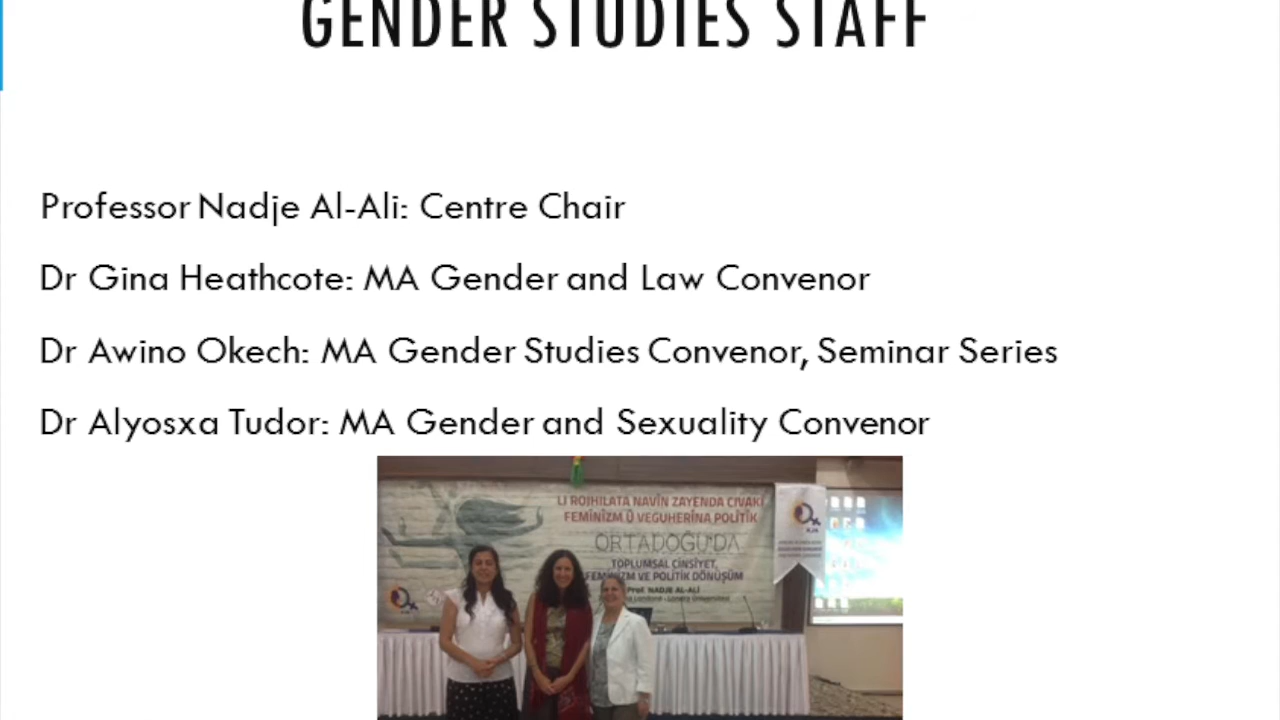 GENDER STUDIES STAFF
Professor Nadje Al-Ali: Centre Chair
Dr Gina Heathcote: MA Gender and Law Convenor
Dr Awino Okech: MA Gender Studies Convenor, Seminar Series
Dr Alyosxa Tudor: MA Gender and Sexuality Convenor
LI ROJHILATA NAVÎN ZAYENDA CIVAKÎ
FEMÎNÎZM Û VEGUHERÎNA POLÎTÎK
ORTADOĞU'DA
TOPLUMSAL CİNSİYET,
FEMİNİZM VE POLİTİK DÖNÜŞÜM
Prof. NADJE AL-ALİ